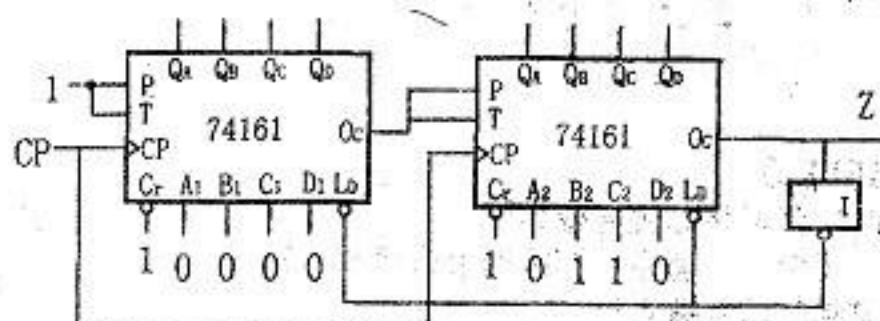 QA QB QC QD
QA QB QC QD
1 P
T
74161
OC
P
T
74161
OC
Z
CP CP
CP
Cr A1 B1 C1 D1 LD
Cr A2 B2 C2 D2 LD
I
1 0 0 0 0
1 0 1 1 0